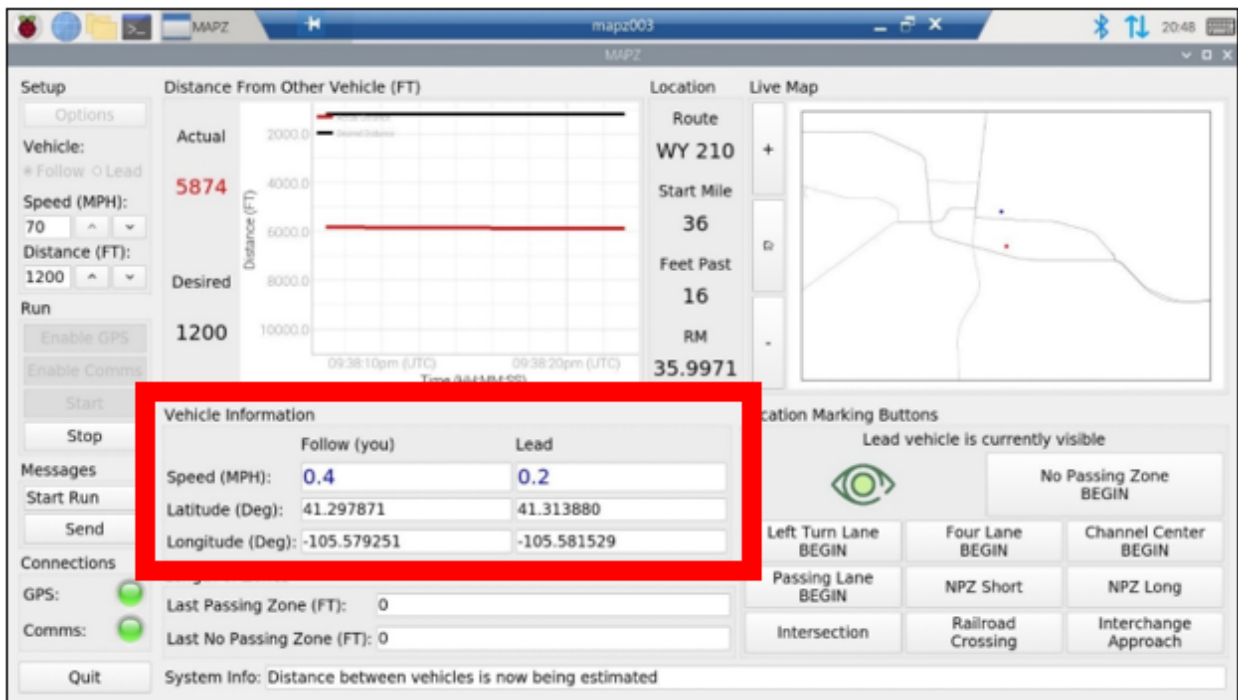 MAPZ
mapz003
20:48
MAPZ
Setup
Options
Vehicle:
Follow Lead
Speed (MPH):
70
Distance (FT):
1200
Run
Enable GPS
Enable Comms
Start
Stop
Messages
Start Run
Send
Connections
GPS:
Comms:
Quit
Distance From Other Vehicle (FT)
Actual
5874
Desired
1200
Desired Distance
Distance (FT)
2000.0
4000.0
6000.0
8000.0
10000.0
09:38:10pm (UTC) 09:38:20pm (UTC)
Time (HH:MM:SS)
Location
Route
WY 210
Start Mile
36
Feet Past
16
RM
35.9971
Live Map
+
-
Vehicle Information
Follow (you) Lead
Speed (MPH): 0.4 0.2
Latitude (Deg): 41.297871 41.313880
Longitude (Deg): -105.579251 -105.581529
Last Passing Zone (FT): 0
Last No Passing Zone (FT): 0
Marking Buttons
Lead vehicle is currently visible
No Passing Zone
BEGIN
Left Turn Lane
BEGIN
Four Lane
BEGIN
Channel Center
BEGIN
Passing Lane
BEGIN
NPZ Short
NPZ Long
Intersection
Railroad
Crossing
Interchange
Approach
System Info: Distance between vehicles is now being estimated